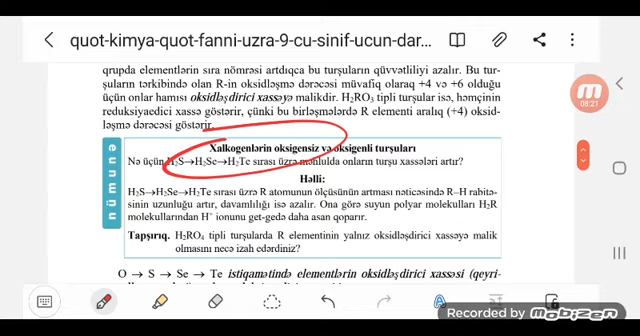 quot-kimya-quot-fanni-uzra-9-cu-sinif-ucun-dar...
08:21
qrupda elementlərin sıra nömrəsi artdıqca bu turşuların qüvvətliliyi azalır. Bu tur-
şuların tərkibində olan R-in oksidləşmə dərəcəsi müvafiq olaraq +4 və +6 olduğu
üçün onlar hamısı oksidləşdirici xassəyə malikdir. H₂RO₃ tipli turşular isə, həmçinin
reduksiyaedici xassə göstərir, çünki bu birləşmələrdə R elementi aralıq (+4) oksid-
ləşmə dərəcəsi göstərir.
nümunə
Xalkogenlərin oksigensiz və oksigenli turşuları
Nə üçün H₂S→H₂Se→H₂Te sırası üzrə məhlulda onların turşu xassələri artır?
Həlli:
H₂S→H₂Se→H₂Te sırası üzrə R atomunun ölçüsünün artması nəticəsində R–H rabitə-
sinin uzunluğu artır, davamlılığı isə azalır. Ona görə suyun polyar molekulları H₂R
molekullarından H⁺ ionunu get-gedə daha asan qoparır.
Tapşırıq. H₂RO₄ tipli turşularda R elementinin yalnız oksidləşdirici xassəyə malik
olmasını necə izah edərdiniz?
O → S → Se → Te istiqamətində elementlərin oksidləşdirici xassəsi (qeyri-
Recorded by
mobizen